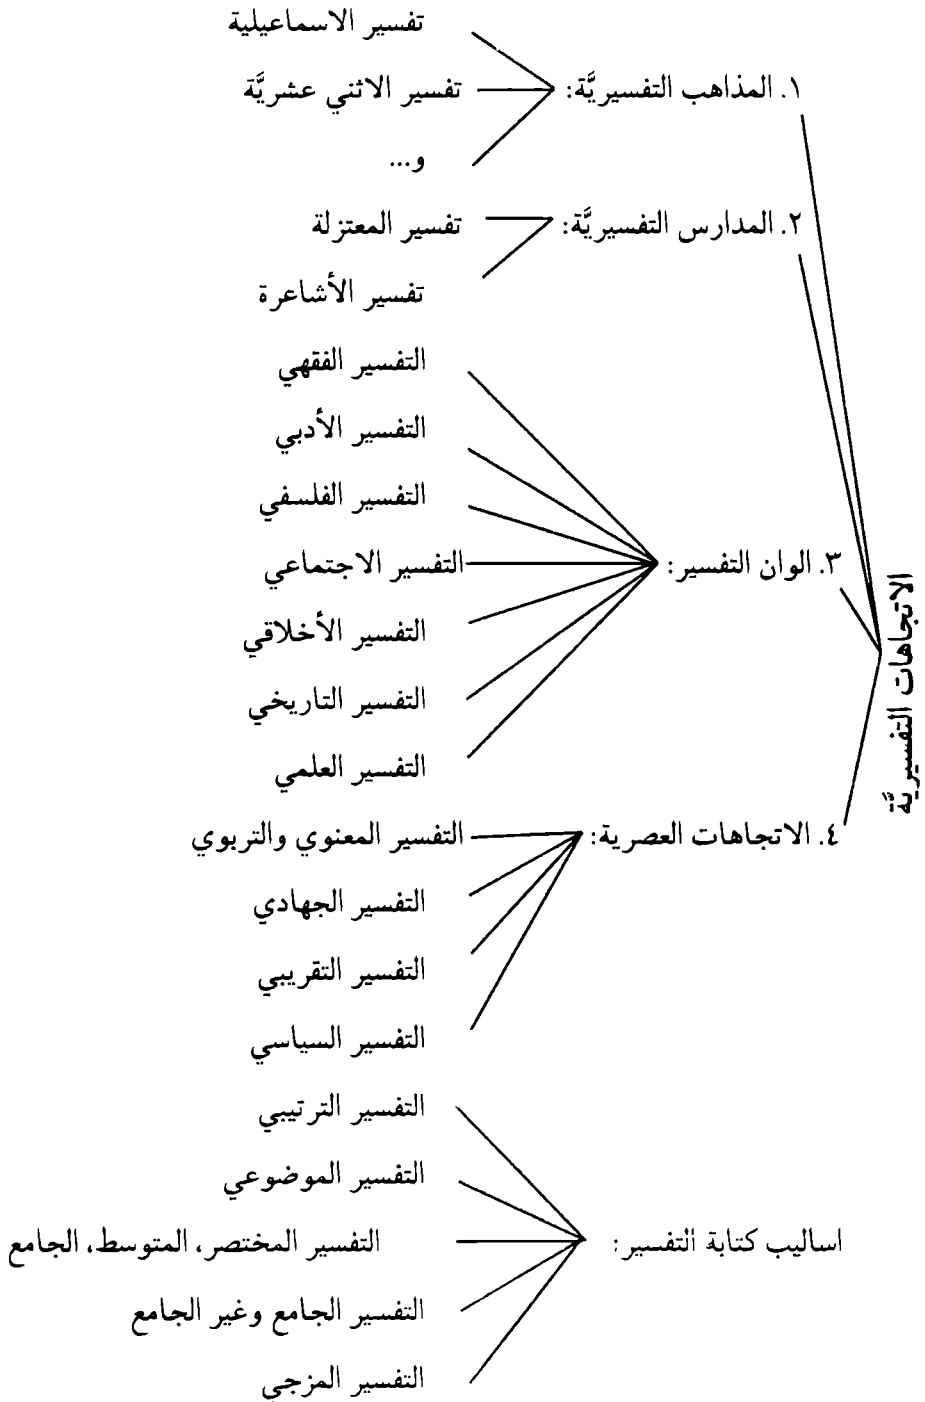 تفسير الاسماعيلية
١. المذاهب التفسيريَّة: تفسير الاثني عشريَّة
و...
٢. المدارس التفسيريَّة: تفسير المعتزلة
تفسير الأشاعرة
التفسير الفقهي
التفسير الأدبي
التفسير الفلسفي
٣. الوان التفسير: التفسير الاجتماعي
التفسير الأخلاقي
التفسير التاريخي
التفسير العلمي
الاتجاهات التفسيريَّة
٤. الاتجاهات العصرية: التفسير المعنوي والتربوي
التفسير الجهادي
التفسير التقريبي
التفسير السياسي
التفسير الترتيبي
التفسير الموضوعي
اساليب كتابة التفسير: التفسير المختصر، المتوسط، الجامع
التفسير الجامع وغير الجامع
التفسير المزجي